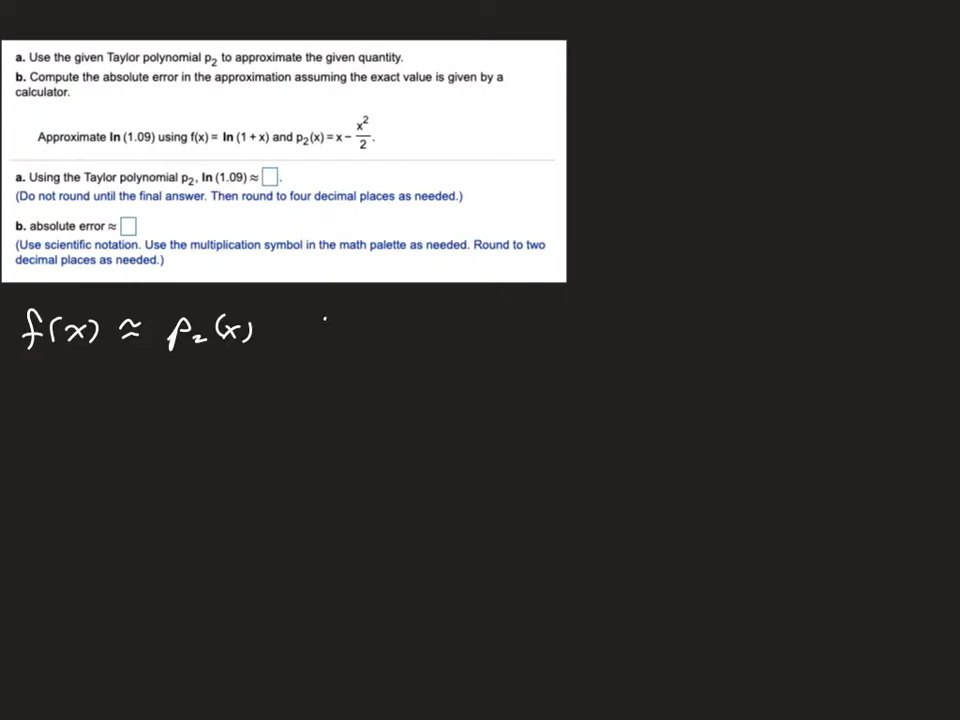 a. Use the given Taylor polynomial p₂ to approximate the given quantity.
b. Compute the absolute error in the approximation assuming the exact value is given by a
calculator.
Approximate ln (1.09) using f(x) = ln (1 + x) and p₂(x) = x − x²/2.
a. Using the Taylor polynomial p₂, ln (1.09) ≈ .
(Do not round until the final answer. Then round to four decimal places as needed.)
b. absolute error ≈
(Use scientific notation. Use the multiplication symbol in the math palette as needed. Round to two
decimal places as needed.)
f(x) ≈ p₂(x)